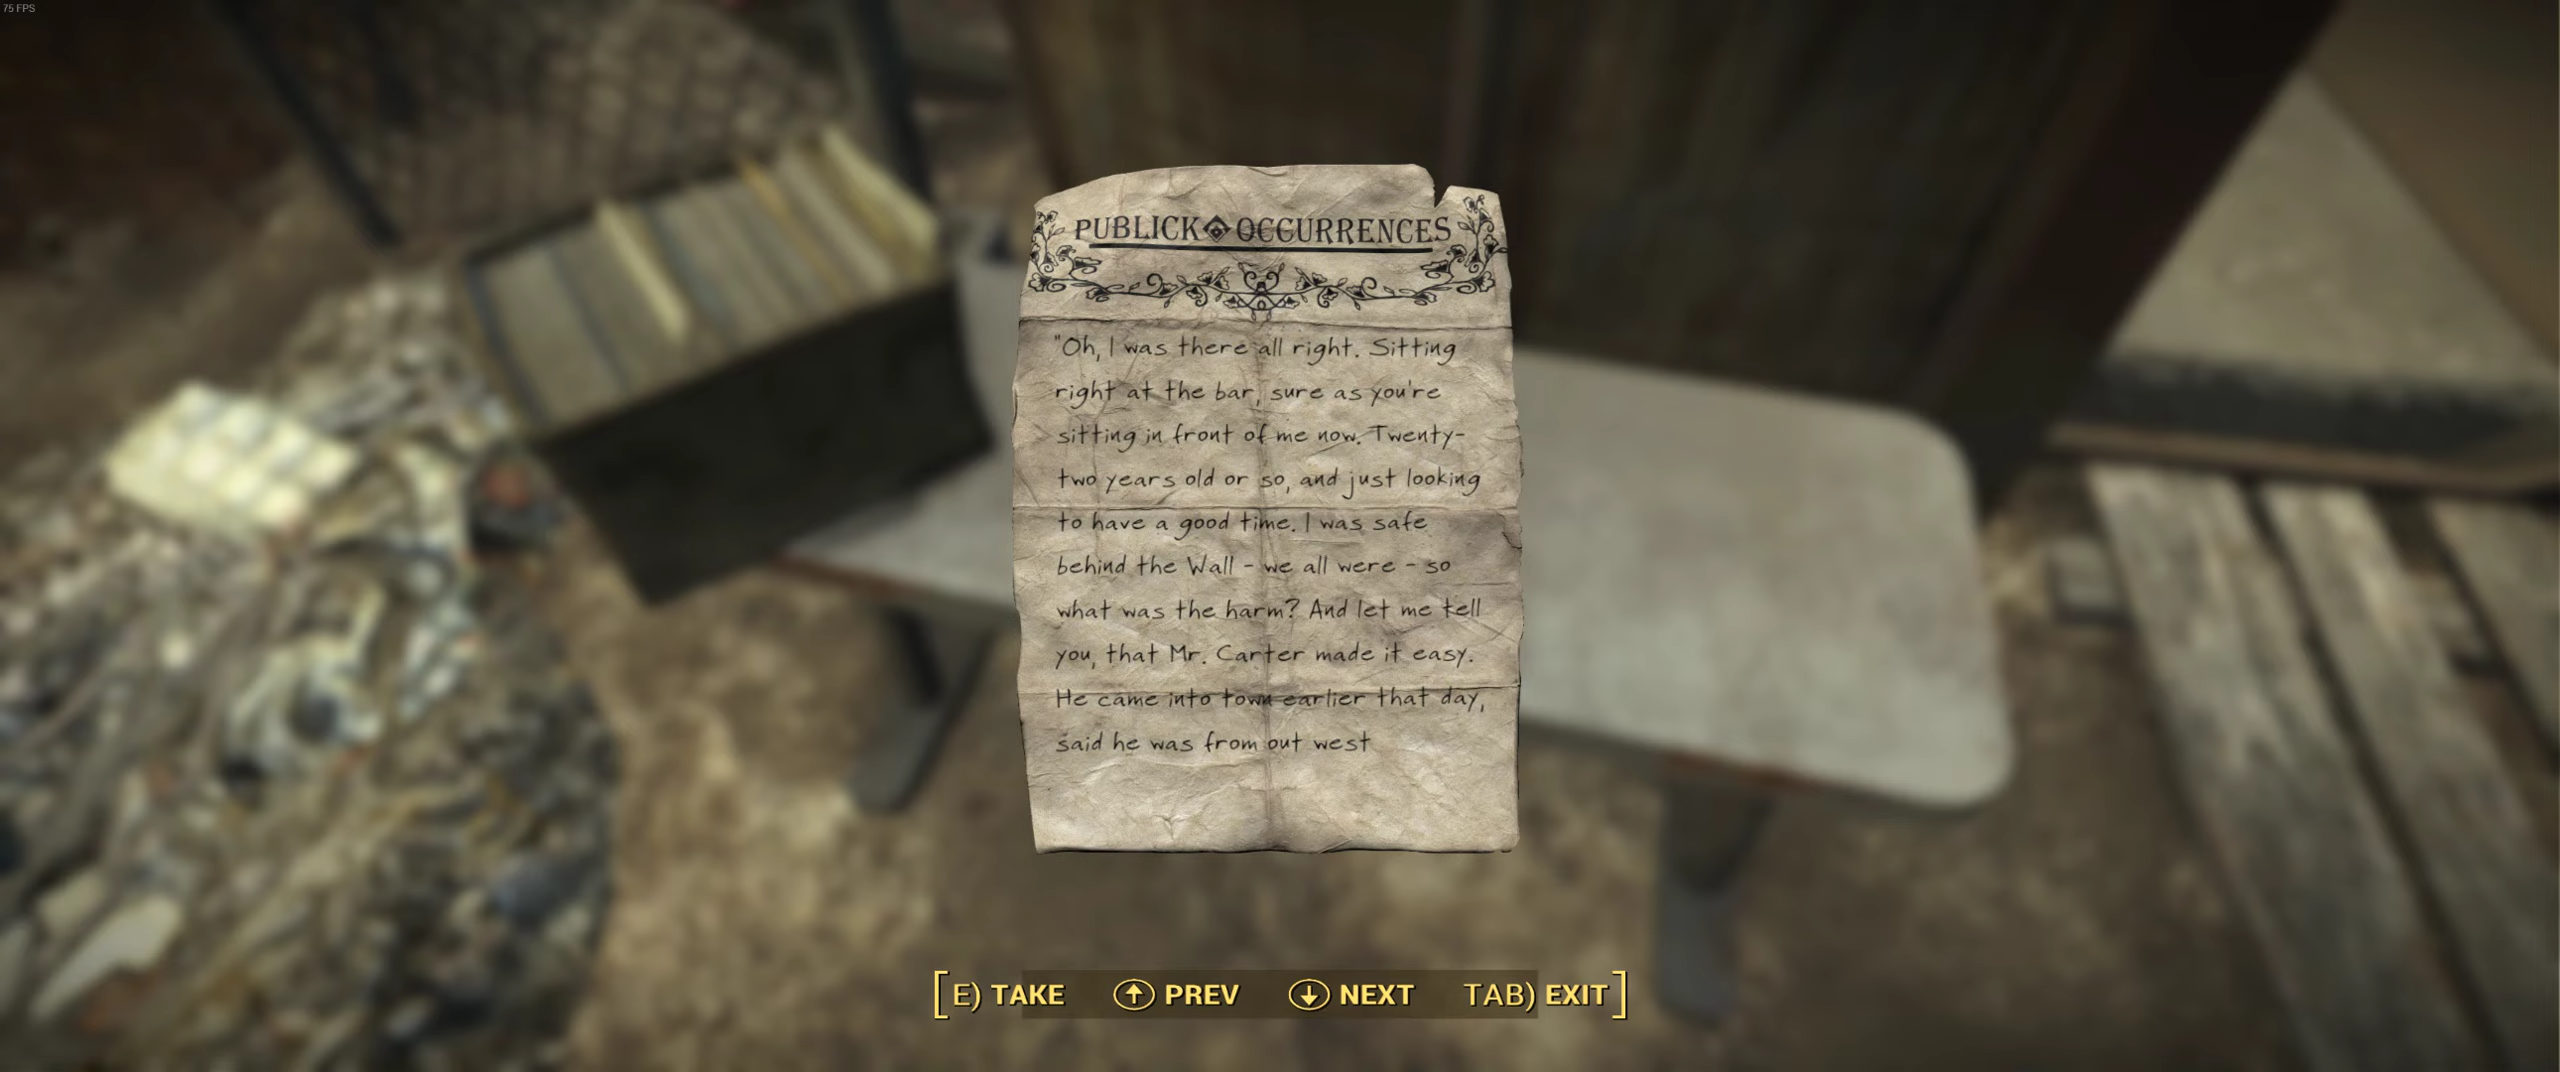 75 FPS
PUBLICK OCCURRENCES
"Oh, I was there all right. Sitting
right at the bar, sure as you're
sitting in front of me now. Twenty-
two years old or so, and just looking
to have a good time. I was safe
behind the Wall - we all were - so
what was the harm? And let me tell
you, that Mr. Carter made it easy.
He came into town earlier that day,
said he was from out west
[E) TAKE PREV NEXT TAB) EXIT]